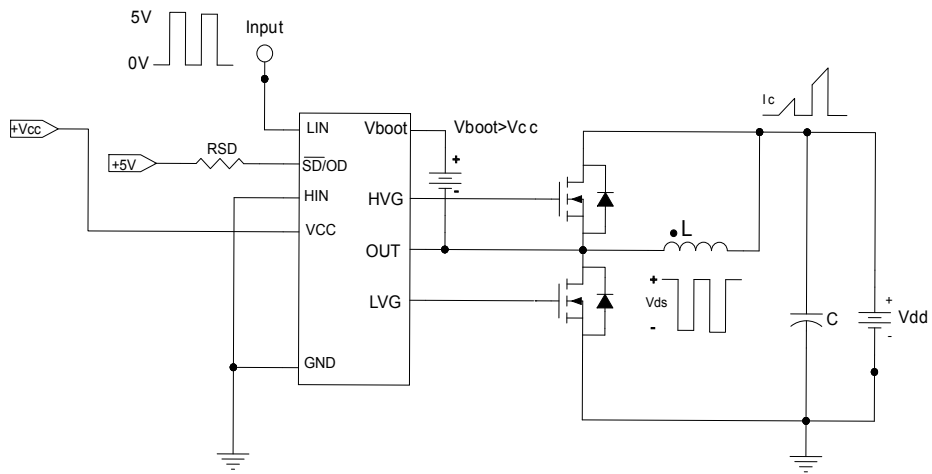 5V
0V
Input
+Vcc
+5V
RSD
LIN
SD/OD
HIN
VCC
GND
Vboot
HVG
OUT
LVG
Vboot>Vcc
+
-
L
+
Vds
-
Ic
C
+
-
Vdd